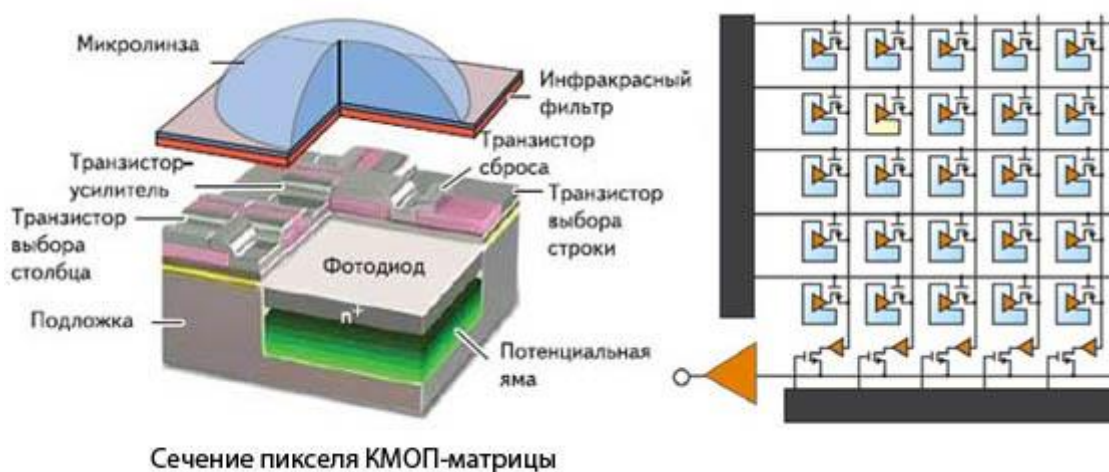 Микролинза
Инфракрасный
фильтр
Транзистор
сброса
Транзистор-
усилитель
Транзистор
выбора
строки
Транзистор
выбора
столбца
Фотодиод
n+
Подложка
Потенциальная
яма
Сечение пикселя КМОП-матрицы